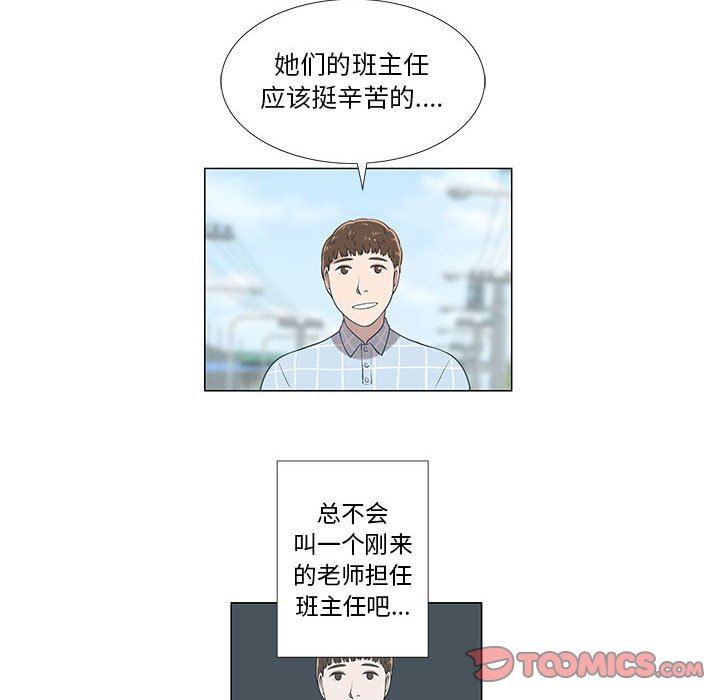 她们的班主任
应该挺辛苦的....
总不会
叫一个刚来
的老师担任
班主任吧...
TOOMICS.COM